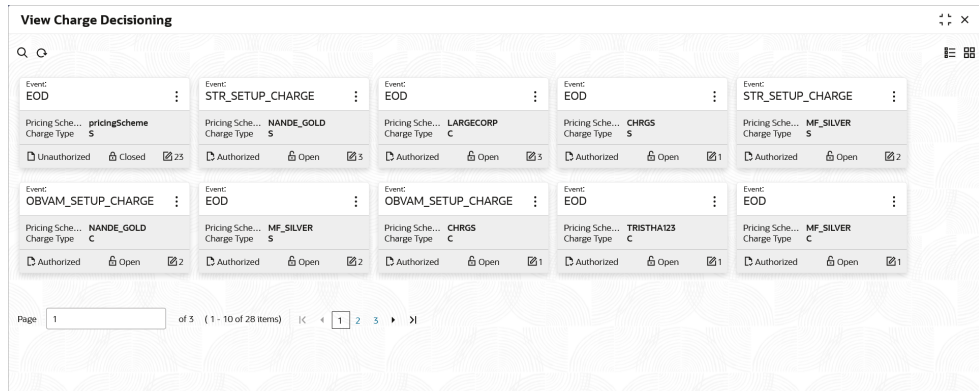 View Charge Decisioning
Event:
EOD
Pricing Sche... pricingScheme
Charge Type S
Unauthorized Closed 23
Event:
STR_SETUP_CHARGE
Pricing Sche... NANDE_GOLD
Charge Type S
Authorized Open 3
Event:
EOD
Pricing Sche... LARGECORP
Charge Type C
Authorized Open 3
Event:
EOD
Pricing Sche... CHRGS
Charge Type S
Authorized Open 1
Event:
STR_SETUP_CHARGE
Pricing Sche... MF_SILVER
Charge Type S
Authorized Open 2
Event:
OBVAM_SETUP_CHARGE
Pricing Sche... NANDE_GOLD
Charge Type C
Authorized Open 2
Event:
EOD
Pricing Sche... MF_SILVER
Charge Type S
Authorized Open 2
Event:
OBVAM_SETUP_CHARGE
Pricing Sche... CHRGS
Charge Type C
Authorized Open 1
Event:
EOD
Pricing Sche... TRISTHA123
Charge Type C
Authorized Open 1
Event:
EOD
Pricing Sche... MF_SILVER
Charge Type C
Authorized Open 1
Page 1 of 3 ( 1 - 10 of 28 items) 1 2 3